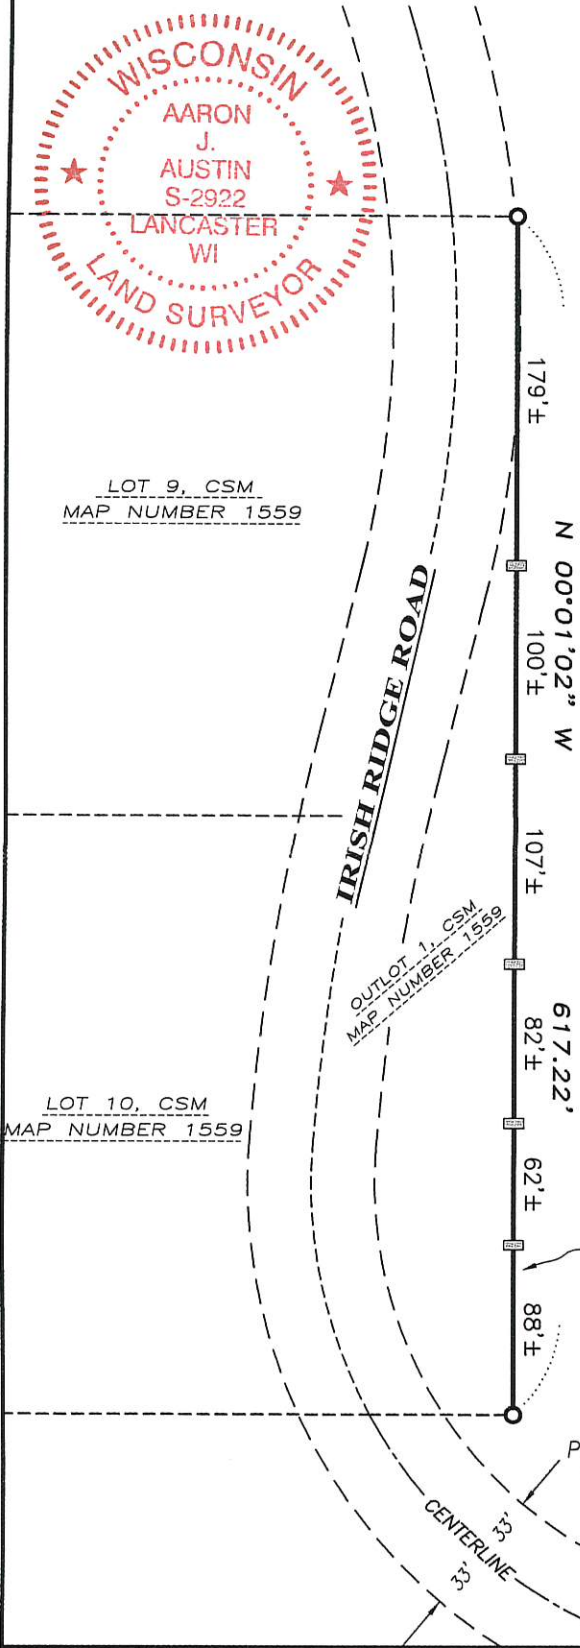 WISCONSIN
AARON
J.
AUSTIN
S-2922
LANCASTER
WI
LAND SURVEYOR
179'±
N 00°01'02" W
100'±
LOT 9, CSM
MAP NUMBER 1559
IRISH RIDGE ROAD
107'±
OUTLOT 1, CSM
MAP NUMBER 1559
617.22'
82'±
LOT 10, CSM
MAP NUMBER 1559
62'±
88'±
P
33'
CENTERLINE
33'